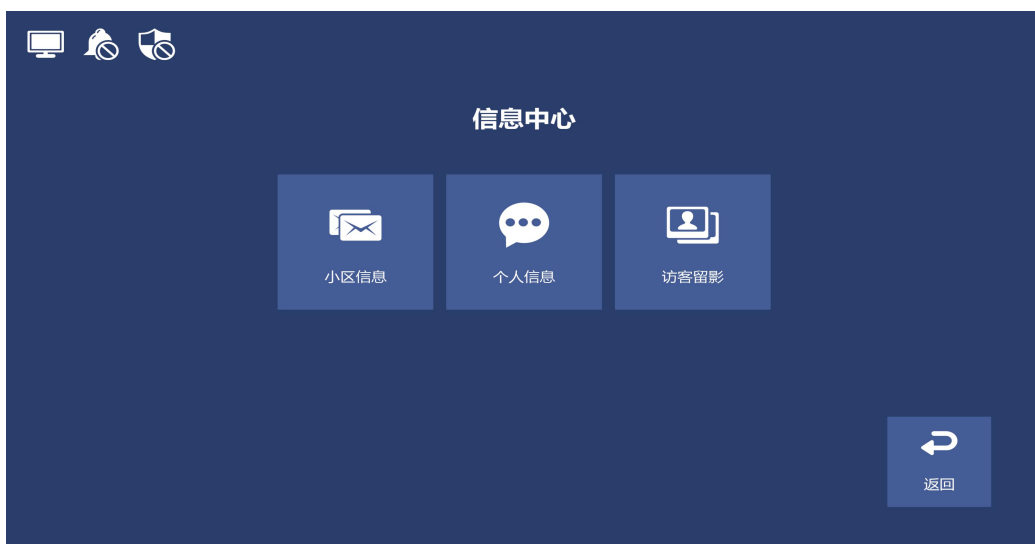 信息中心
小区信息
个人信息
访客留影
返回